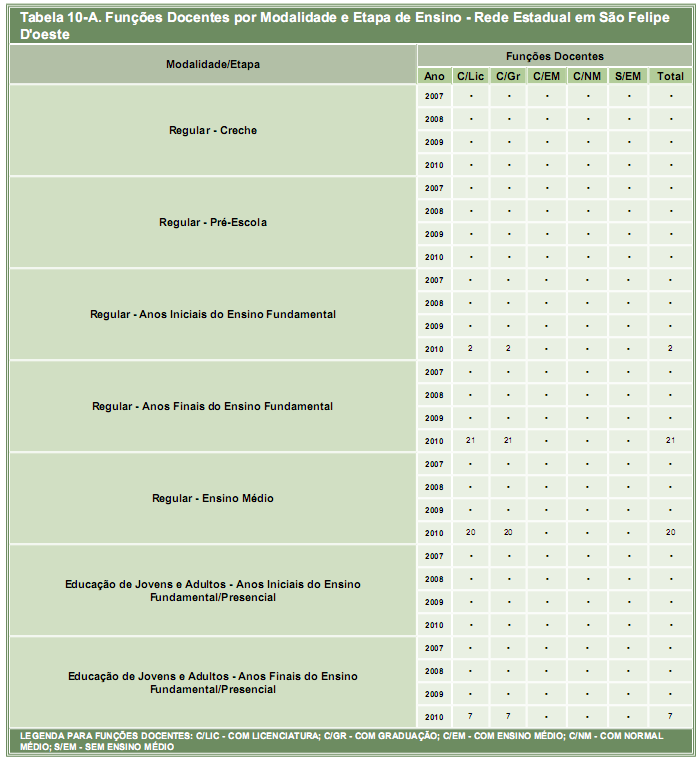 Tabela 10-A. Funções Docentes por Modalidade e Etapa de Ensino - Rede Estadual em São Felipe
D'oeste
Modalidade/Etapa
Funções Docentes
Ano C/Lic C/Gr C/EM C/NM S/EM Total
Regular - Creche
2007 • • • • • •
2008 • • • • • •
2009 • • • • • •
2010 • • • • • •
Regular - Pré-Escola
2007 • • • • • •
2008 • • • • • •
2009 • • • • • •
2010 • • • • • •
Regular - Anos Iniciais do Ensino Fundamental
2007 • • • • • •
2008 • • • • • •
2009 • • • • • •
2010 2 2 • • • 2
Regular - Anos Finais do Ensino Fundamental
2007 • • • • • •
2008 • • • • • •
2009 • • • • • •
2010 21 21 • • • 21
Regular - Ensino Médio
2007 • • • • • •
2008 • • • • • •
2009 • • • • • •
2010 20 20 • • • 20
Educação de Jovens e Adultos - Anos Iniciais do Ensino
Fundamental/Presencial
2007 • • • • • •
2008 • • • • • •
2009 • • • • • •
2010 • • • • • •
Educação de Jovens e Adultos - Anos Finais do Ensino
Fundamental/Presencial
2007 • • • • • •
2008 • • • • • •
2009 • • • • • •
2010 7 7 • • • 7
LEGENDA PARA FUNÇÕES DOCENTES: C/LIC - COM LICENCIATURA; C/GR - COM GRADUAÇÃO; C/EM - COM ENSINO MÉDIO; C/NM - COM NORMAL
MÉDIO; S/EM - SEM ENSINO MÉDIO